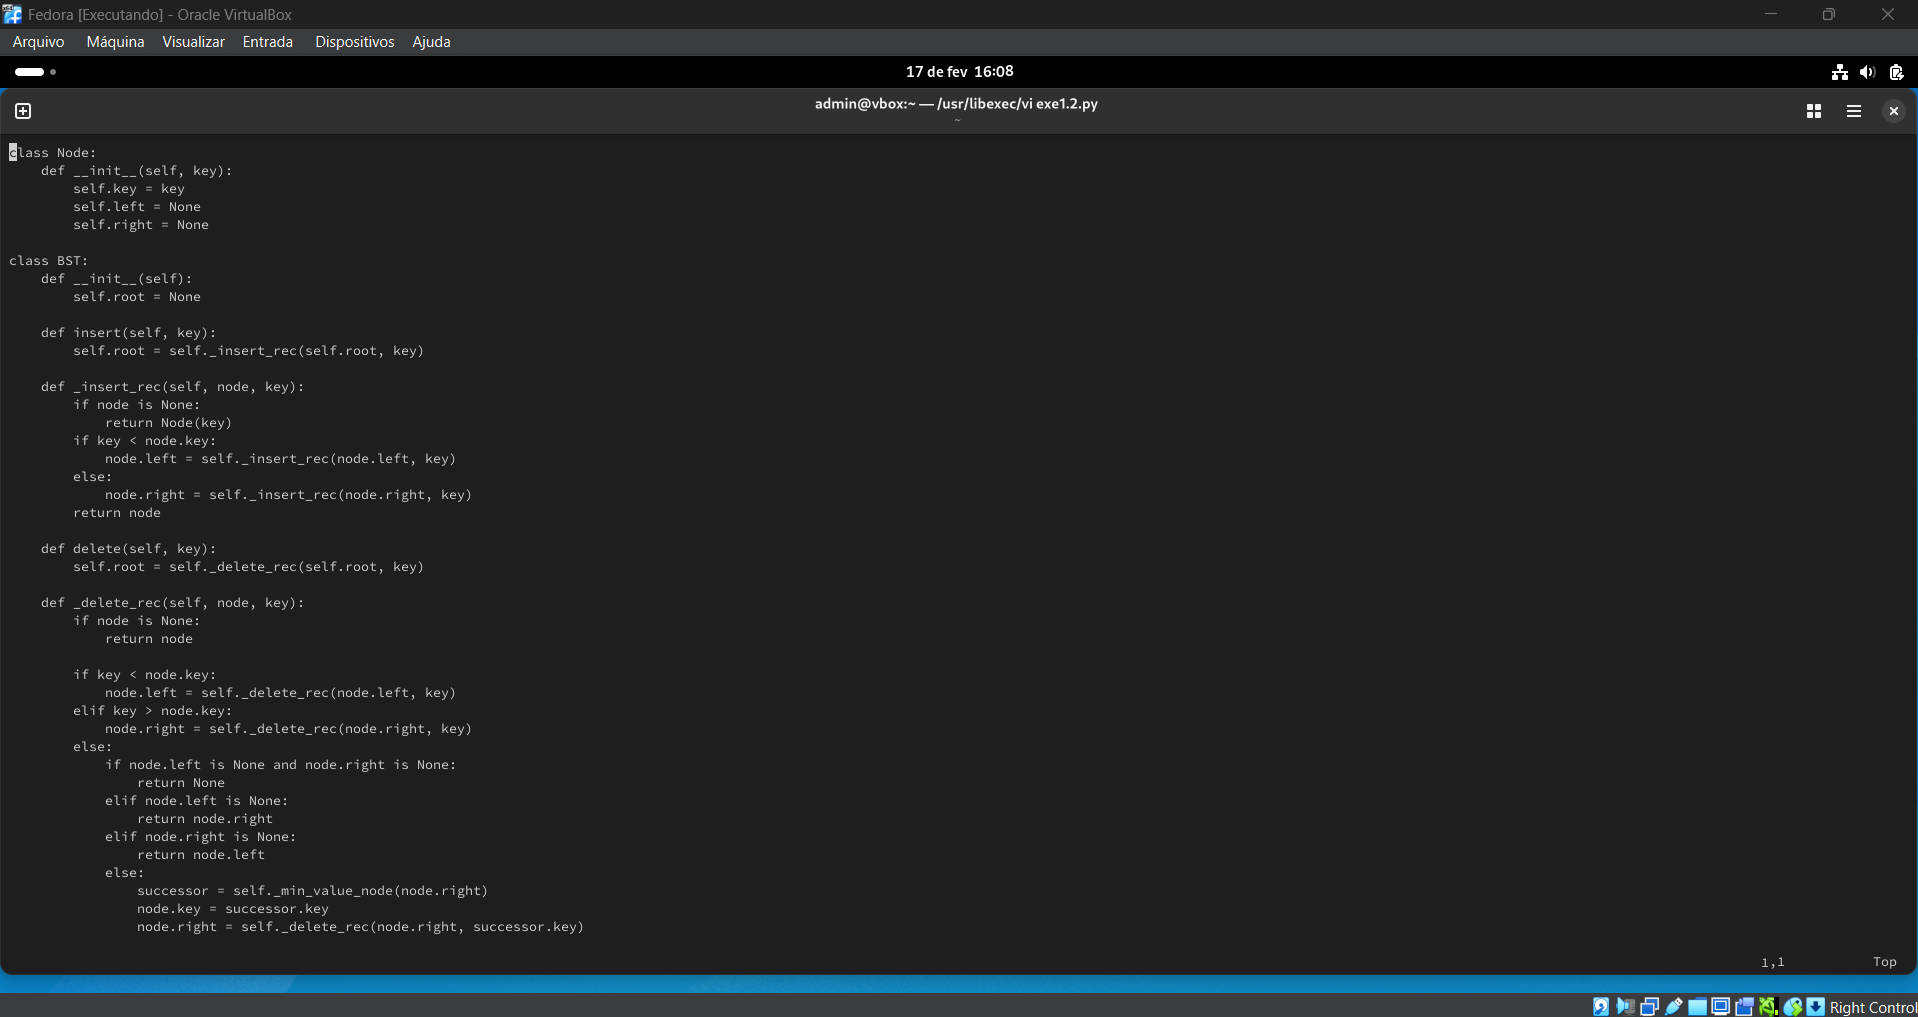 Fedora [Executando] - Oracle VirtualBox
Arquivo Máquina Visualizar Entrada Dispositivos Ajuda
17 de fev 16:08
admin@vbox:~ — /usr/libexec/vi exe1.2.py
~
class Node:
    def __init__(self, key):
        self.key = key
        self.left = None
        self.right = None

class BST:
    def __init__(self):
        self.root = None

    def insert(self, key):
        self.root = self._insert_rec(self.root, key)

    def _insert_rec(self, node, key):
        if node is None:
            return Node(key)
        if key < node.key:
            node.left = self._insert_rec(node.left, key)
        else:
            node.right = self._insert_rec(node.right, key)
        return node

    def delete(self, key):
        self.root = self._delete_rec(self.root, key)

    def _delete_rec(self, node, key):
        if node is None:
            return node

        if key < node.key:
            node.left = self._delete_rec(node.left, key)
        elif key > node.key:
            node.right = self._delete_rec(node.right, key)
        else:
            if node.left is None and node.right is None:
                return None
            elif node.left is None:
                return node.right
            elif node.right is None:
                return node.left
            else:
                successor = self._min_value_node(node.right)
                node.key = successor.key
                node.right = self._delete_rec(node.right, successor.key)
1,1 Top
Right Control